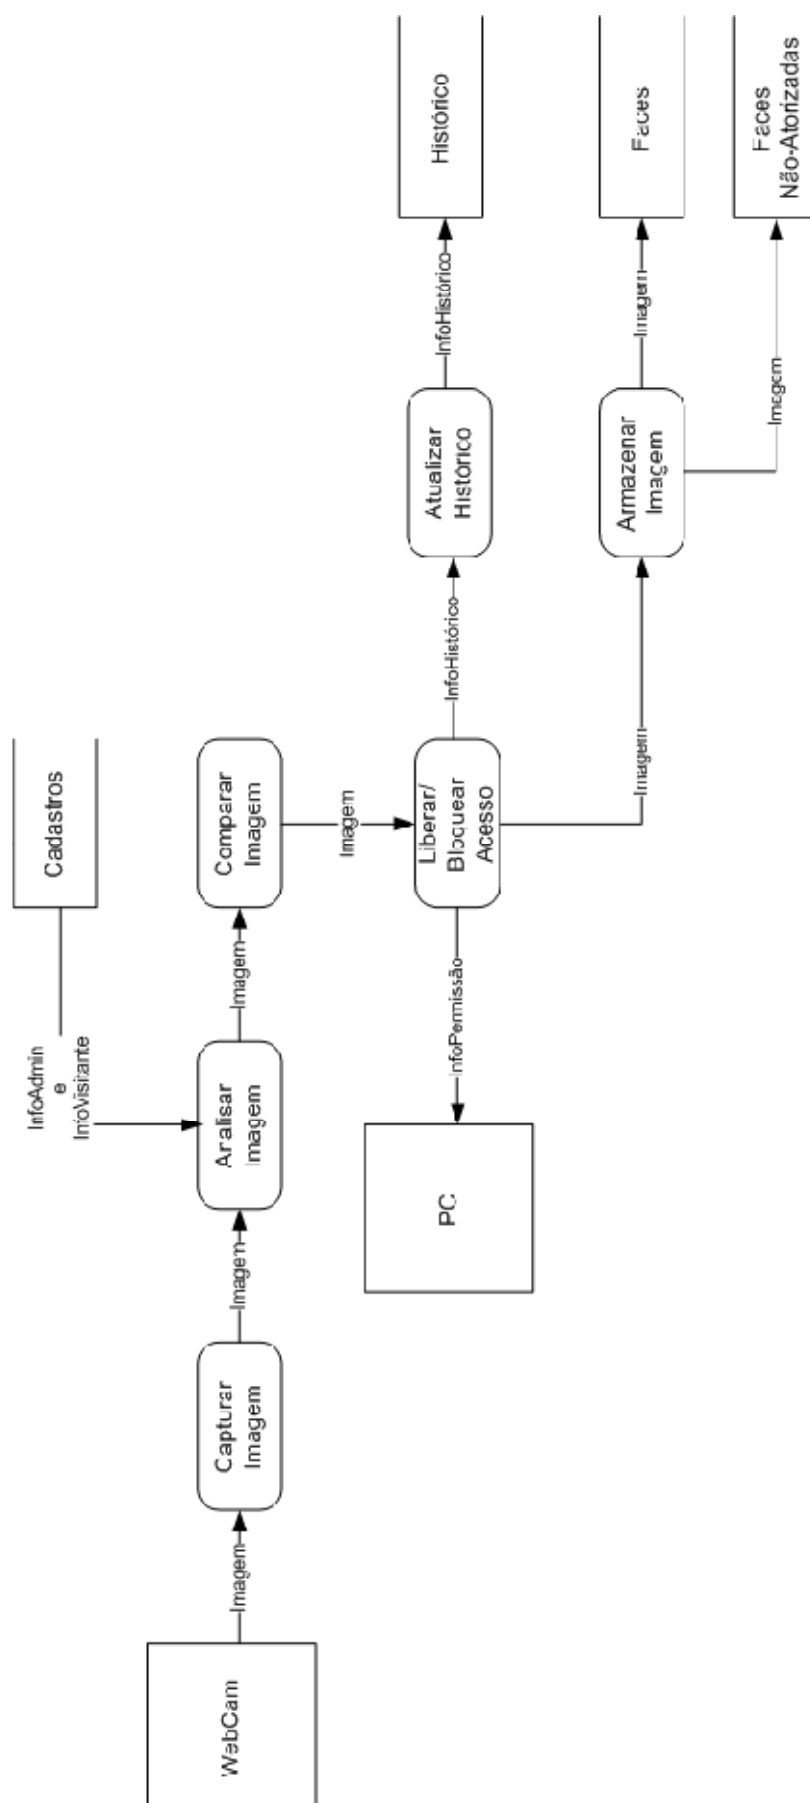 Cadastros
InfoAdmin
e
InfoVisitante
WebCam
Imagem
Capturar
Imagem
Imagem
Analisar
Imagem
Imagem
Comparar
Imagem
Imagem
PC
InfoPermissão
Liberar/
Bloquear
Acesso
InfoHistórico
Atualizar
Histórico
InfoHistórico
Histórico
Imagem
Armazenar
Imagem
Imagem
Faces
Imagem
Faces
Não-Atorizadas